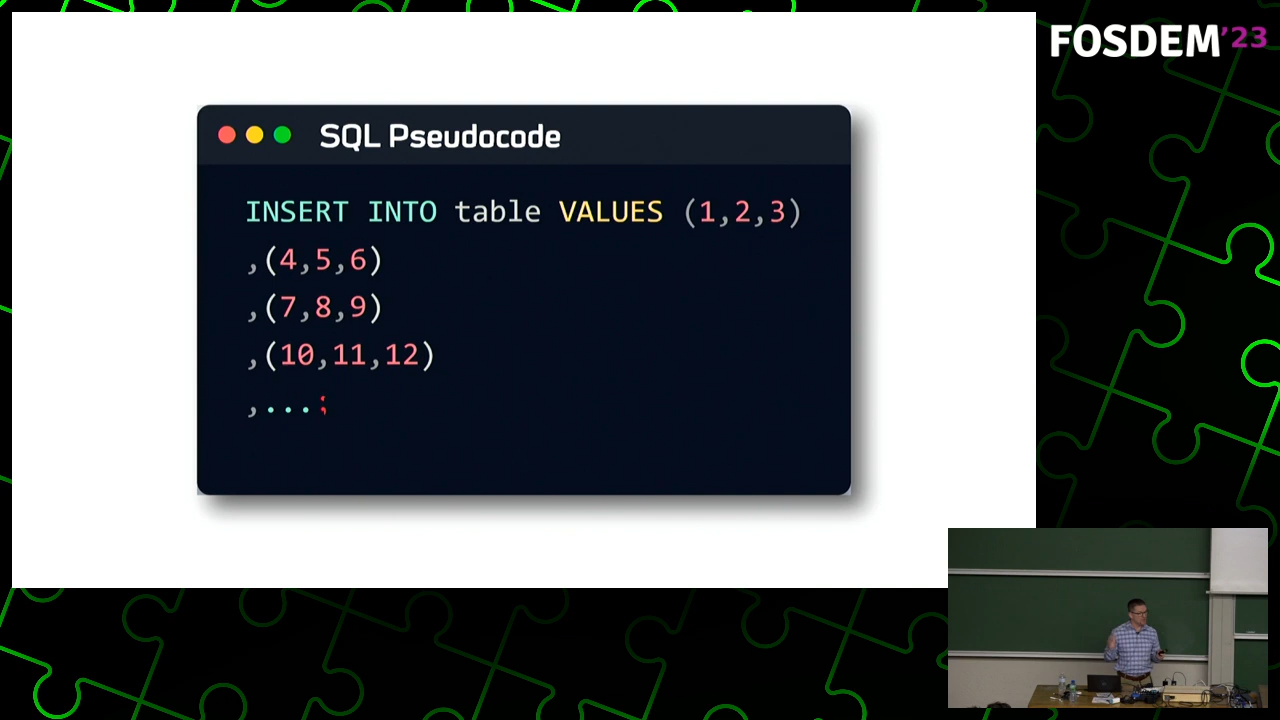 FOSDEM'23
SQL Pseudocode
INSERT INTO table VALUES (1,2,3)
,(4,5,6)
,(7,8,9)
,(10,11,12)
,...;